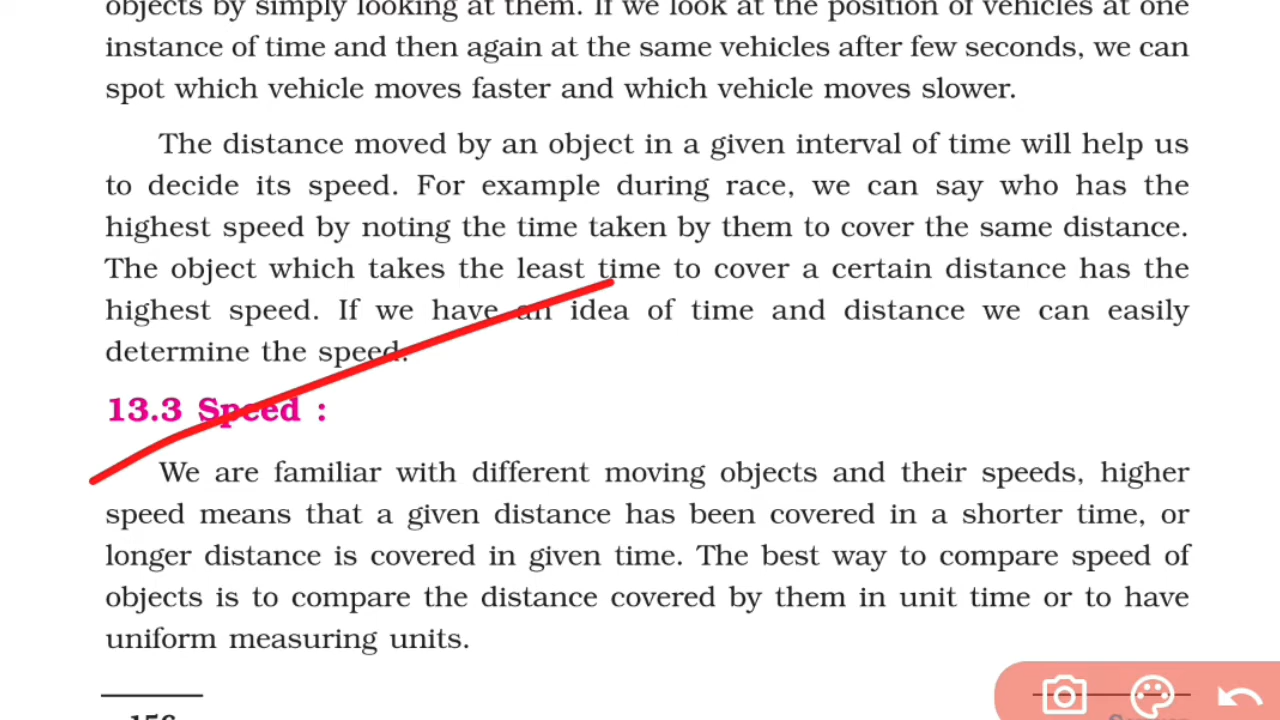 objects by simply looking at them. If we look at the position of vehicles at one
instance of time and then again at the same vehicles after few seconds, we can
spot which vehicle moves faster and which vehicle moves slower.
The distance moved by an object in a given interval of time will help us
to decide its speed. For example during race, we can say who has the
highest speed by noting the time taken by them to cover the same distance.
The object which takes the least time to cover a certain distance has the
highest speed. If we have an idea of time and distance we can easily
determine the speed.
13.3 Speed :
We are familiar with different moving objects and their speeds, higher
speed means that a given distance has been covered in a shorter time, or
longer distance is covered in given time. The best way to compare speed of
objects is to compare the distance covered by them in unit time or to have
uniform measuring units.
156